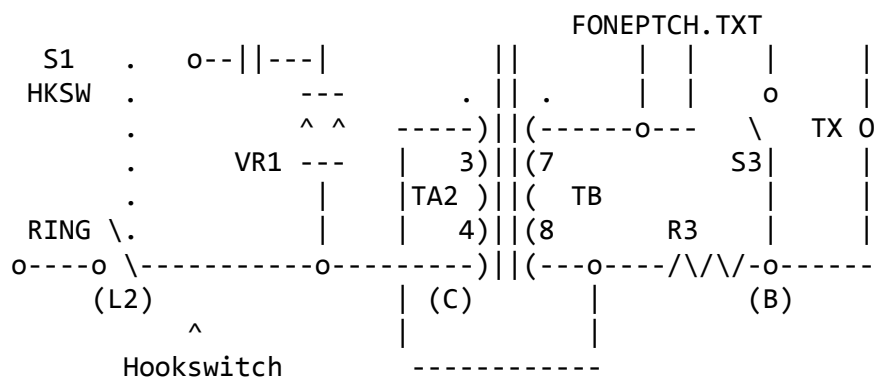 FONEPTCH.TXT
S1 . o--||---| || | | | |
HKSW . --- . || . | | o |
. ^ ^ -----)||(------o--- \ TX O
. VR1 --- | 3)||(7 S3| |
. | |TA2 )||( TB | |
RING \. | | 4)||(8 R3 | |
o----o \-----------o---------)||(---o----/\/\/-o------
(L2) | (C) | (B)
^ | |
Hookswitch ------------